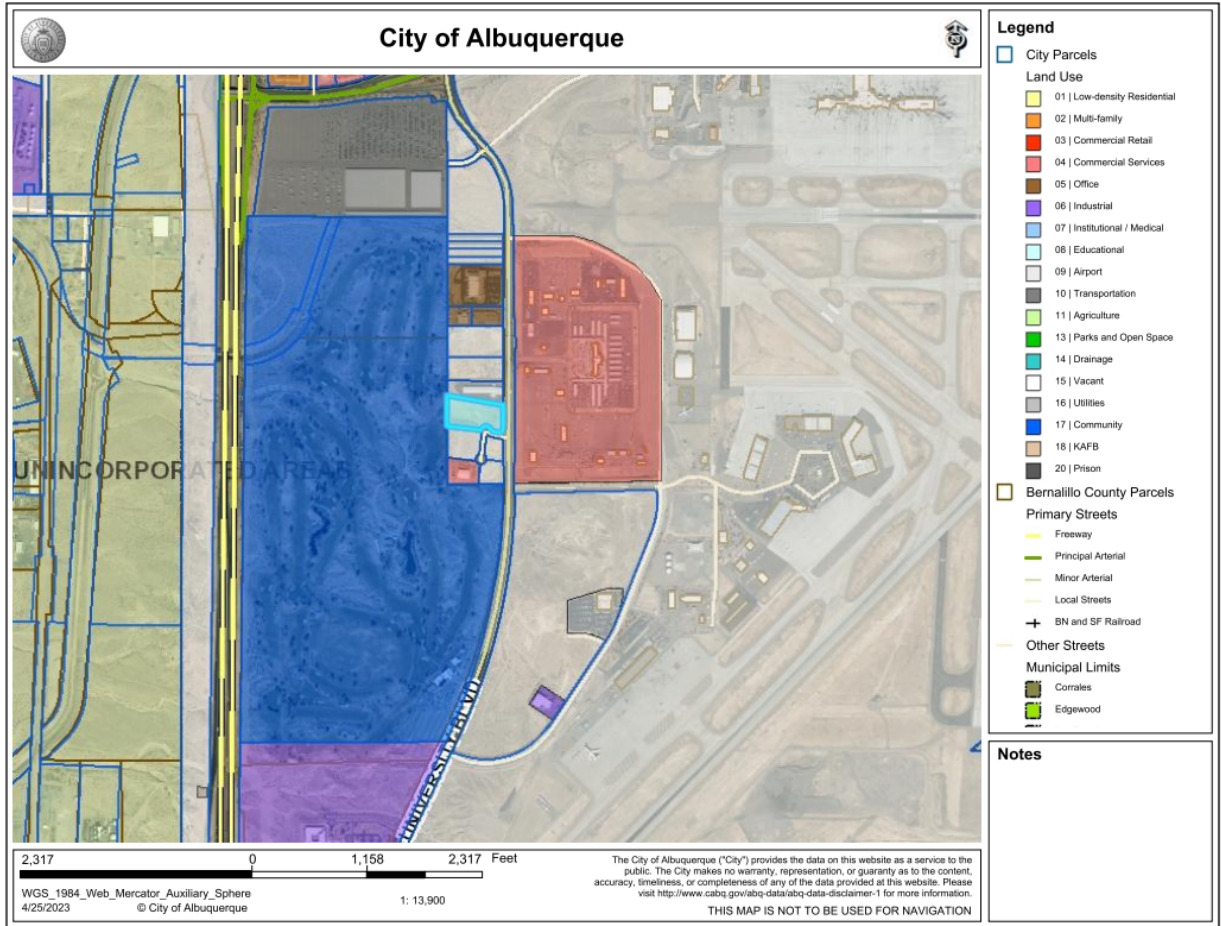 City of Albuquerque
UNINCORPORATED AREAS
UNIVERSITY BLVD
Legend
City Parcels
Land Use
01 | Low-density Residential
02 | Multi-family
03 | Commercial Retail
04 | Commercial Services
05 | Office
06 | Industrial
07 | Institutional / Medical
08 | Educational
09 | Airport
10 | Transportation
11 | Agriculture
13 | Parks and Open Space
14 | Drainage
15 | Vacant
16 | Utilities
17 | Community
18 | KAFB
20 | Prison
Bernalillo County Parcels
Primary Streets
Freeway
Principal Arterial
Minor Arterial
Local Streets
BN and SF Railroad
Other Streets
Municipal Limits
Corrales
Edgewood
Notes
2,317 0 1,158 2,317 Feet
WGS_1984_Web_Mercator_Auxiliary_Sphere
4/25/2023 © City of Albuquerque
1: 13,900
The City of Albuquerque ("City") provides the data on this website as a service to the
public. The City makes no warranty, representation, or guaranty as to the content,
accuracy, timeliness, or completeness of any of the data provided at this website. Please
visit http://www.cabq.gov/abq-data/abq-data-disclaimer-1 for more information.
THIS MAP IS NOT TO BE USED FOR NAVIGATION